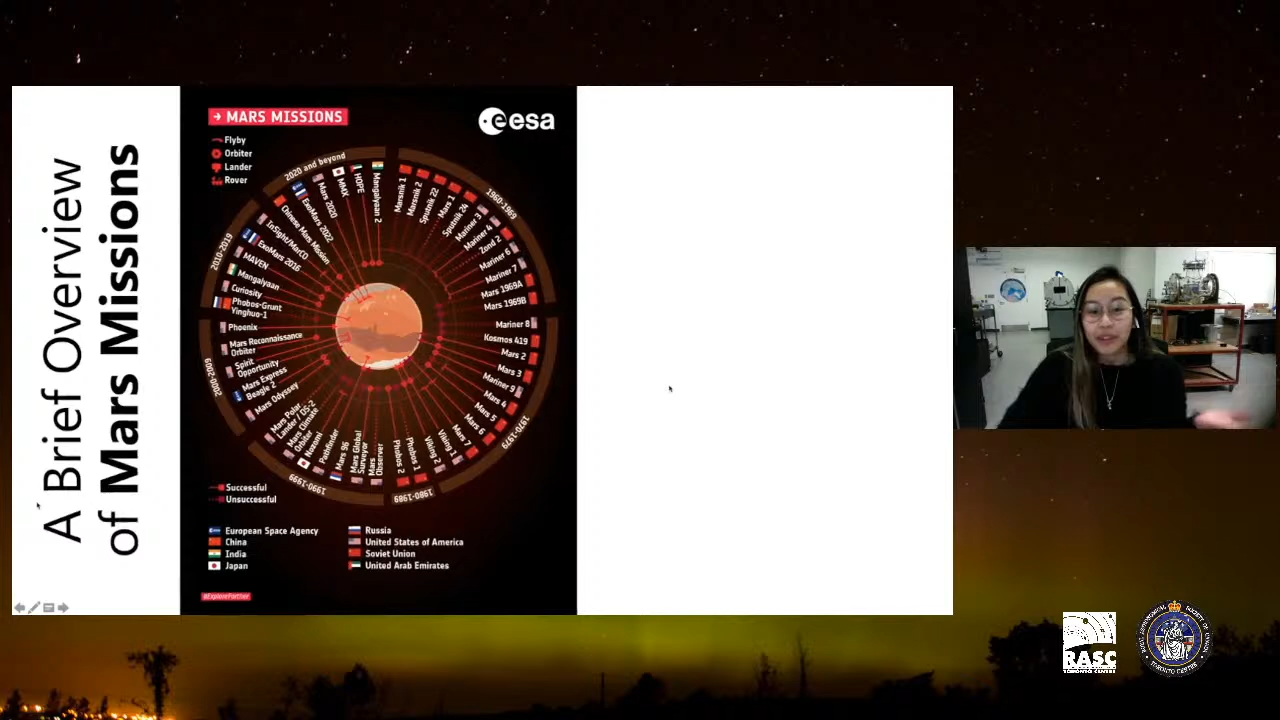 A Brief Overview
of Mars Missions
→ MARS MISSIONS
esa
Flyby
Orbiter
Lander
Rover
2020 and beyond
1960-1969
1970-1979
1980-1989
1990-1999
2000-2009
2010-2019
Marsnik 1
Marsnik 2
Sputnik 22
Mars 1
Sputnik 24
Mariner 3
Mariner 4
Zond 2
Mariner 6
Mariner 7
Mars 1969A
Mars 1969B
Mariner 8
Kosmos 419
Mars 2
Mars 3
Mariner 9
Mars 4
Mars 5
Mars 6
Mars 7
Viking 1
Viking 2
Phobos 1
Phobos 2
Mars
Observer
Mars Global
Surveyor
Mars 96
Pathfinder
Nozomi
Mars Climate
Orbiter
Mars Polar
Lander / DS-2
Mars Odyssey
Mars Express
Beagle 2
Spirit
Opportunity
Mars Reconnaissance
Orbiter
Phoenix
Phobos-Grunt
Yinghuo-1
Curiosity
Mangalyaan
MAVEN
ExoMars 2016
InSight/MarCO
Chinese Mars Mission
ExoMars 2022
Mars 2020
MMX
HOPE
Mangalyaan 2
Successful
Unsuccessful
European Space Agency
China
India
Japan
Russia
United States of America
Soviet Union
United Arab Emirates
#ExploreFarther
RASC
TORONTO CENTRE
TORONTO CENTRE